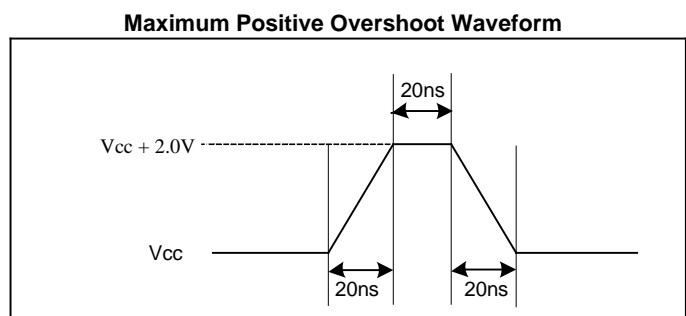 Maximum Positive Overshoot Waveform
20ns
Vcc + 2.0V
Vcc
20ns
20ns